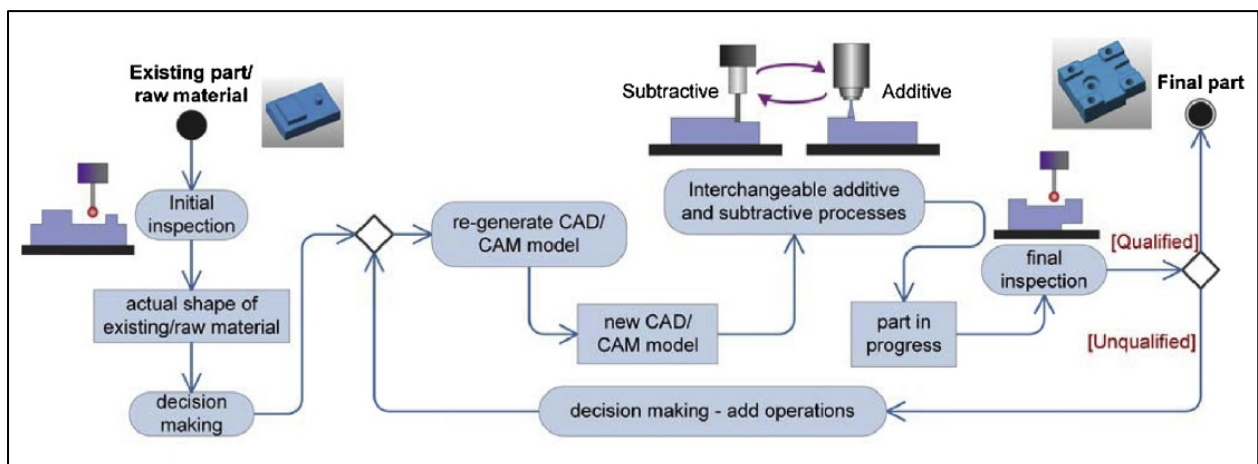 Existing part/
raw material
Initial
inspection
actual shape of
existing/raw material
decision
making
re-generate CAD/
CAM model
new CAD/
CAM model
Subtractive
Additive
Interchangeable additive
and subtractive processes
part in
progress
final
inspection
[Qualified]
Final part
[Unqualified]
decision making - add operations